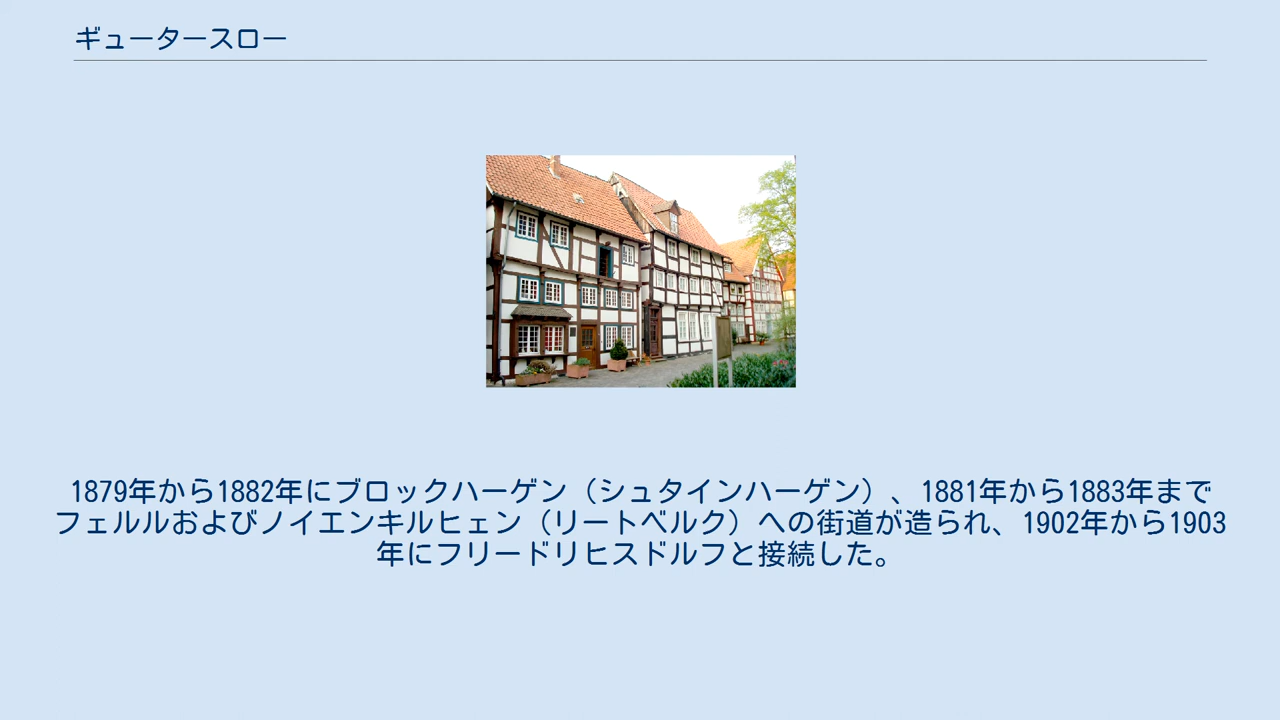 ギュータースロー
1879年から1882年にブロックハーゲン（シュタインハーゲン）、1881年から1883年まで
フェルルおよびノイエンキルヒェン（リートベルク）への街道が造られ、1902年から1903
年にフリードリヒスドルフと接続した。